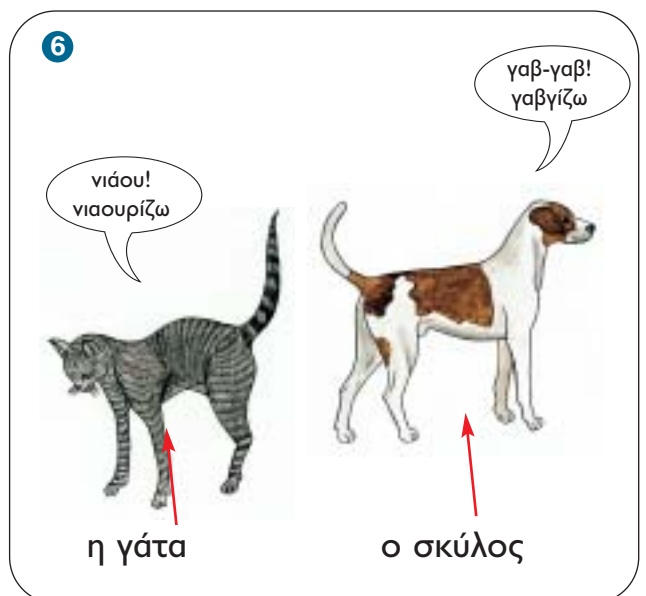 6
γαβ-γαβ!
γαβγίζω
νιάου!
νιαουρίζω
η γάτα
ο σκύλος